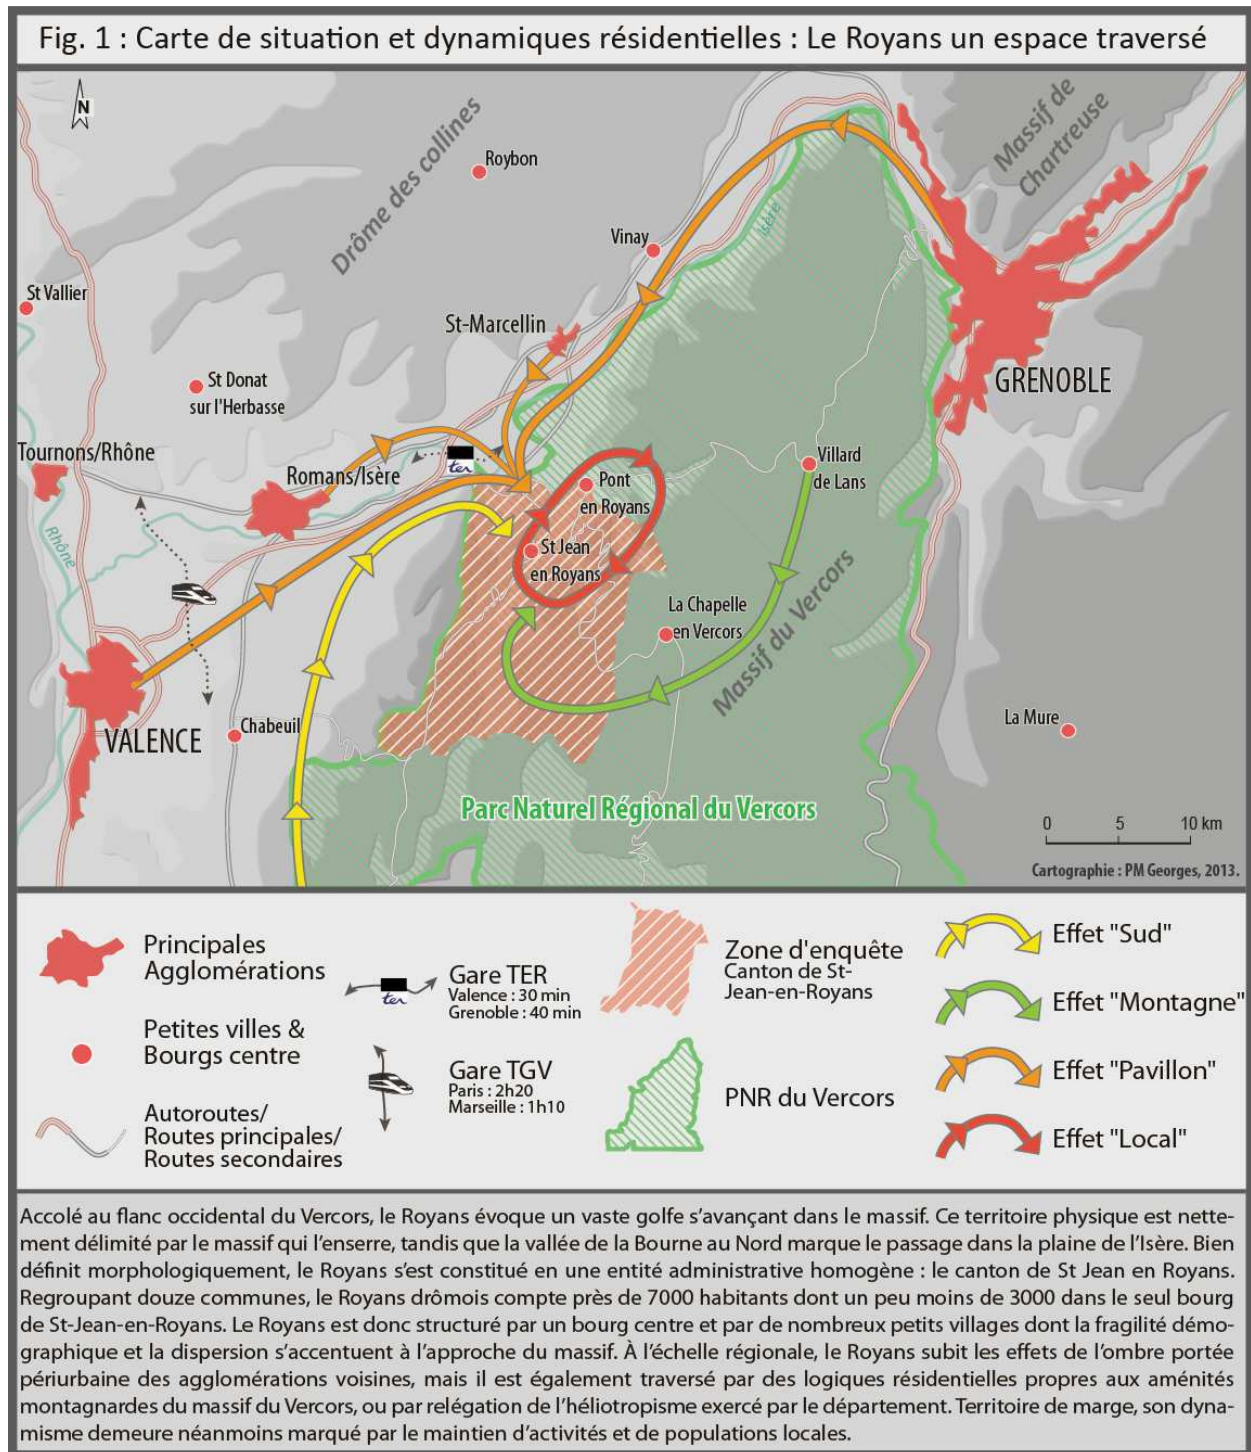 Fig. 1 : Carte de situation et dynamiques résidentielles : Le Royans un espace traversé
N
Drôme des collines
Massif de
Chartreuse
Roybon
Isère
Vinay
St Vallier
St-Marcellin
GRENOBLE
St Donat
sur l'Herbasse
Tournons/Rhône
Romans/Isère
ter
Villard
de Lans
Pont
en Royans
Rhône
St Jean
en Royans
La Chapelle
en Vercors
Massif du Vercors
VALENCE
Chabeuil
La Mure
Parc Naturel Régional du Vercors
0 5 10 km
Cartographie : PM Georges, 2013.
Principales
Agglomérations
Petites villes &
Bourgs centre
Autoroutes/
Routes principales/
Routes secondaires
ter
Gare TER
Valence : 30 min
Grenoble : 40 min
Gare TGV
Paris : 2h20
Marseille : 1h10
Zone d'enquête
Canton de St-
Jean-en-Royans
PNR du Vercors
Effet "Sud"
Effet "Montagne"
Effet "Pavillon"
Effet "Local"
Accolé au flanc occidental du Vercors, le Royans évoque un vaste golfe s’avançant dans le massif. Ce territoire physique est nette-
ment délimité par le massif qui l’enserre, tandis que la vallée de la Bourne au Nord marque le passage dans la plaine de l’Isère. Bien
définit morphologiquement, le Royans s’est constitué en une entité administrative homogène : le canton de St Jean en Royans.
Regroupant douze communes, le Royans drômois compte près de 7000 habitants dont un peu moins de 3000 dans le seul bourg
de St-Jean-en-Royans. Le Royans est donc structuré par un bourg centre et par de nombreux petits villages dont la fragilité démo-
graphique et la dispersion s’accentuent à l’approche du massif. À l’échelle régionale, le Royans subit les effets de l’ombre portée
périurbaine des agglomérations voisines, mais il est également traversé par des logiques résidentielles propres aux aménités
montagnardes du massif du Vercors, ou par relégation de l’héliotropisme exercé par le département. Territoire de marge, son dyna-
misme demeure néanmoins marqué par le maintien d’activités et de populations locales.